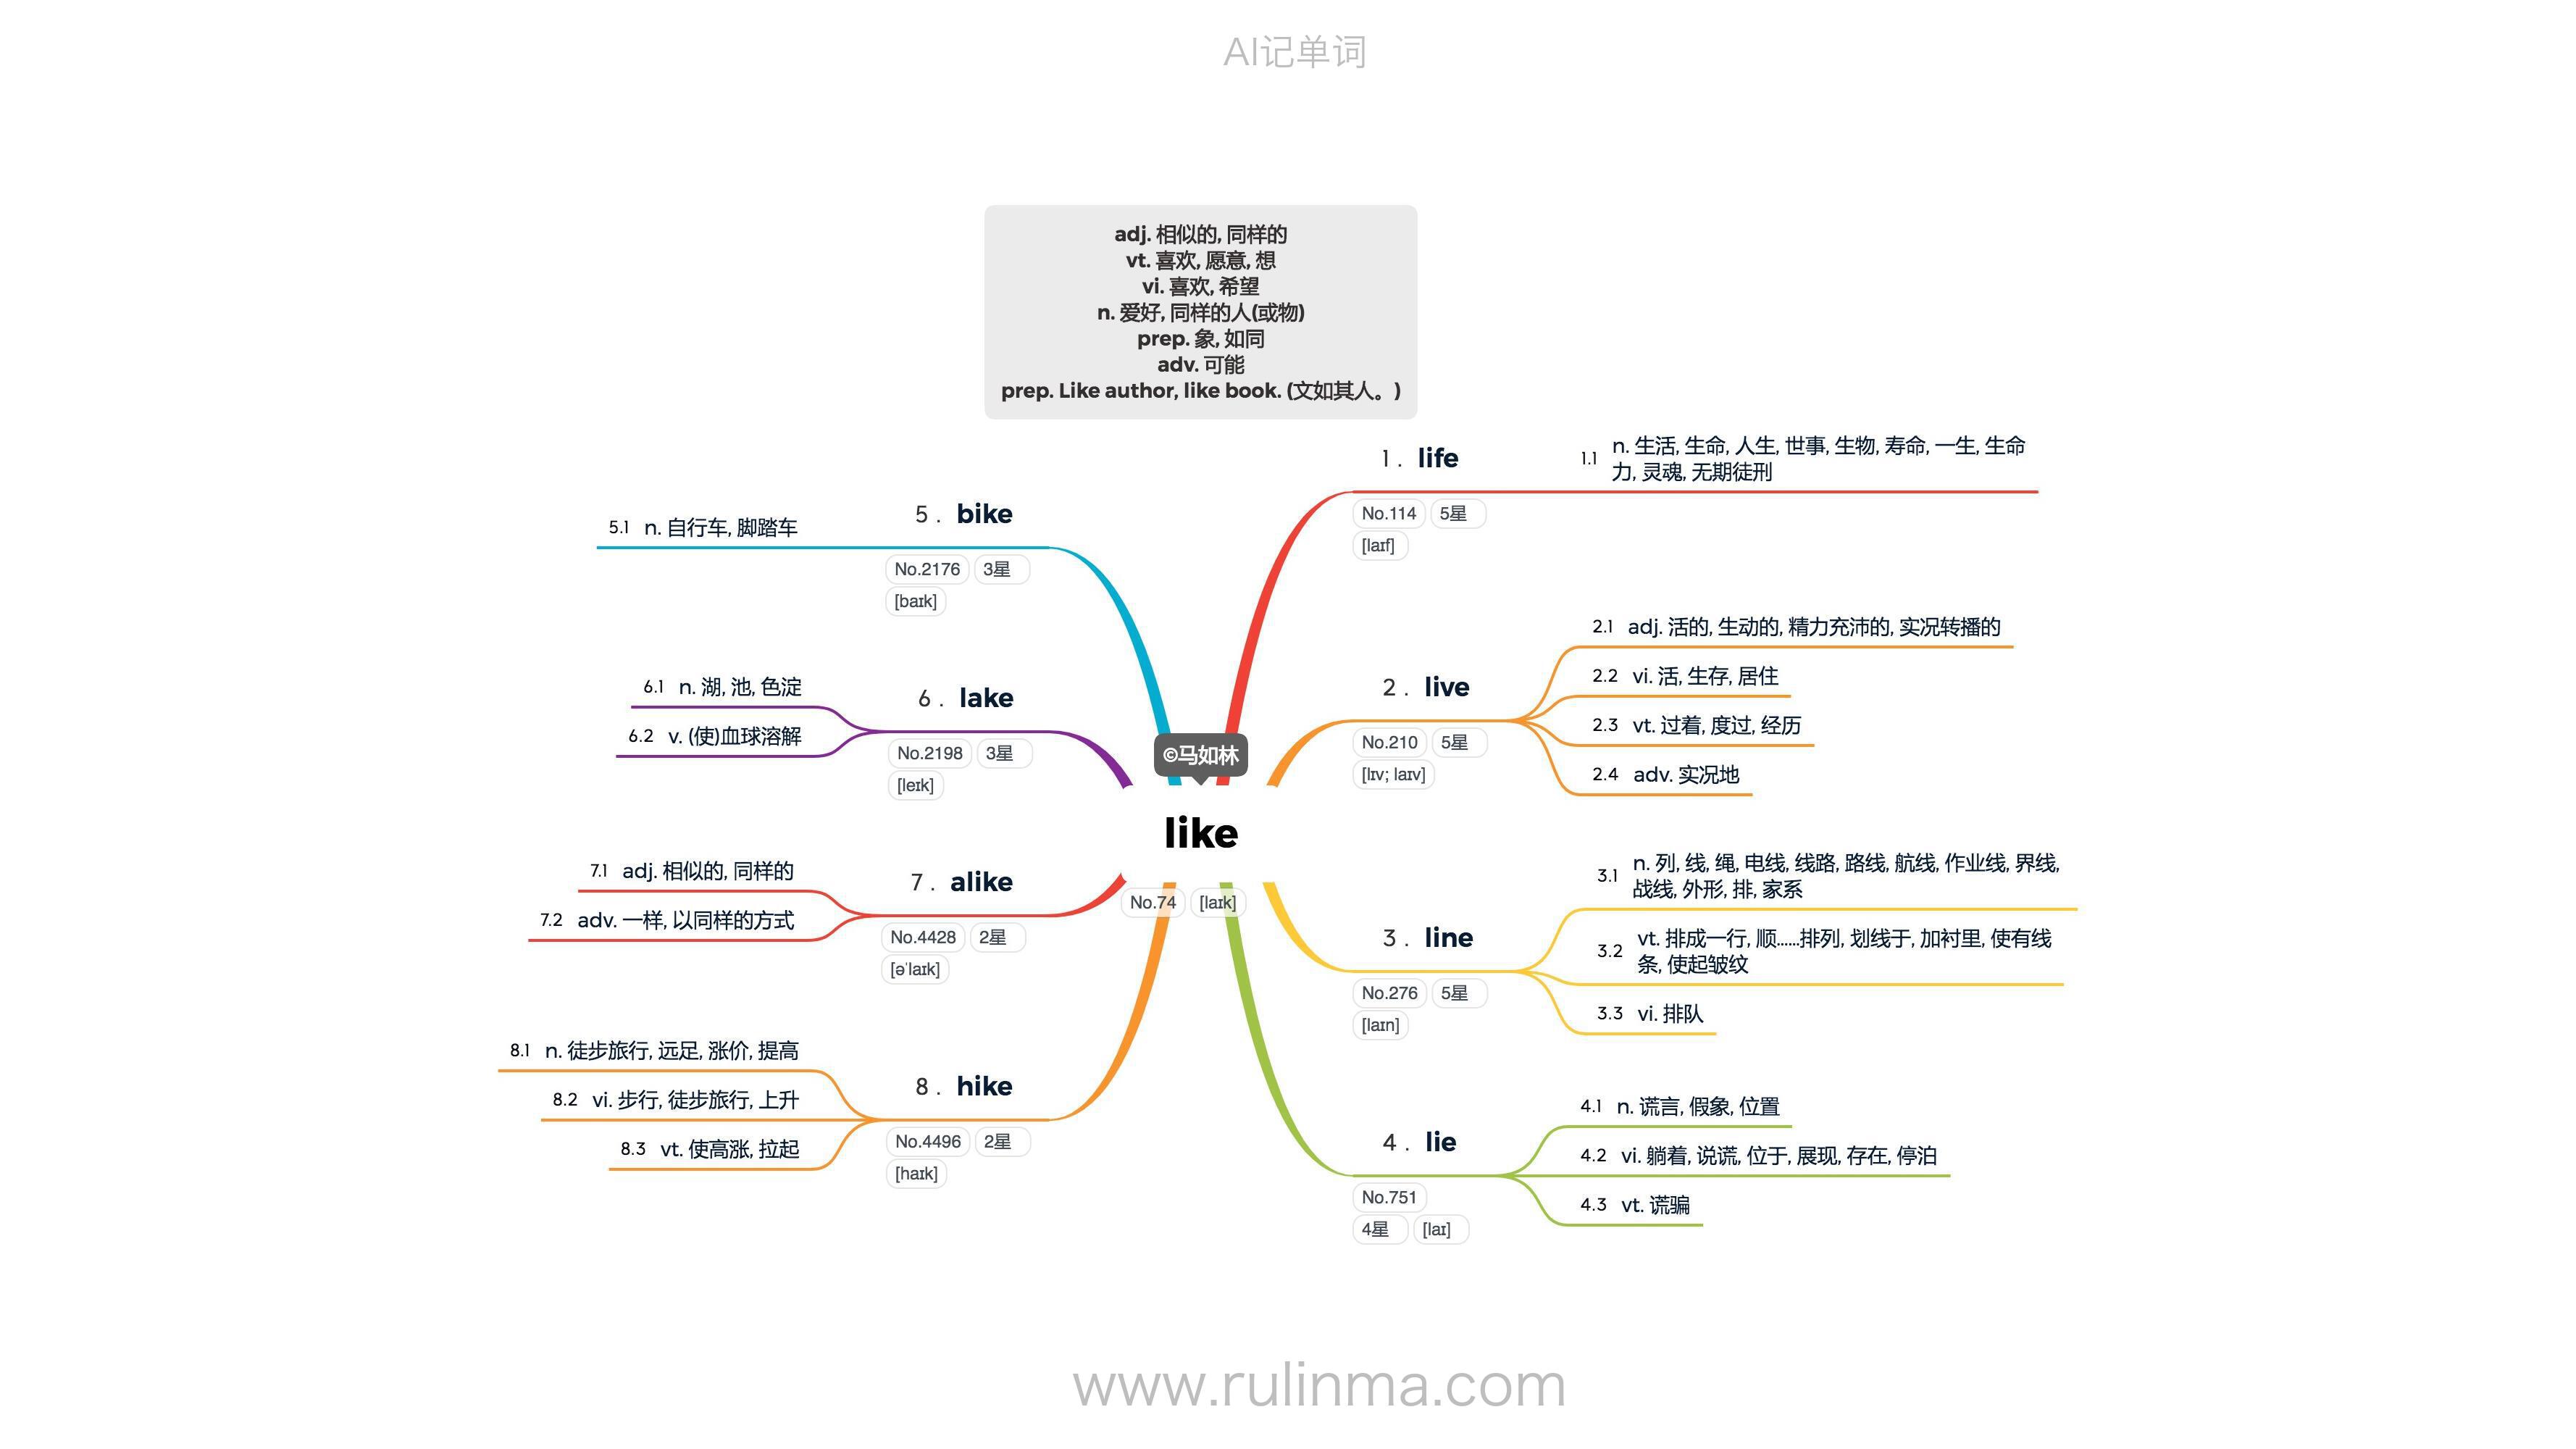 AI记单词
adj. 相似的, 同样的
vt. 喜欢, 愿意, 想
vi. 喜欢, 希望
n. 爱好, 同样的人(或物)
prep. 象, 如同
adv. 可能
prep. Like author, like book. (文如其人。)
©马如林
like
No.74 [laɪk]
1. life
No.114 5星
[laɪf]
1.1 n. 生活, 生命, 人生, 世事, 生物, 寿命, 一生, 生命
力, 灵魂, 无期徒刑
2. live
No.210 5星
[lɪv; laɪv]
2.1 adj. 活的, 生动的, 精力充沛的, 实况转播的
2.2 vi. 活, 生存, 居住
2.3 vt. 过着, 度过, 经历
2.4 adv. 实况地
3. line
No.276 5星
[laɪn]
3.1 n. 列, 线, 绳, 电线, 线路, 路线, 航线, 作业线, 界线,
战线, 外形, 排, 家系
3.2 vt. 排成一行, 顺......排列, 划线于, 加衬里, 使有线
条, 使起皱纹
3.3 vi. 排队
4. lie
No.751
4星 [laɪ]
4.1 n. 谎言, 假象, 位置
4.2 vi. 躺着, 说谎, 位于, 展现, 存在, 停泊
4.3 vt. 谎骗
5. bike
No.2176 3星
[baɪk]
5.1 n. 自行车, 脚踏车
6. lake
No.2198 3星
[leɪk]
6.1 n. 湖, 池, 色淀
6.2 v. (使)血球溶解
7. alike
No.4428 2星
[ə'laɪk]
7.1 adj. 相似的, 同样的
7.2 adv. 一样, 以同样的方式
8. hike
No.4496 2星
[haɪk]
8.1 n. 徒步旅行, 远足, 涨价, 提高
8.2 vi. 步行, 徒步旅行, 上升
8.3 vt. 使高涨, 拉起
www.rulinma.com